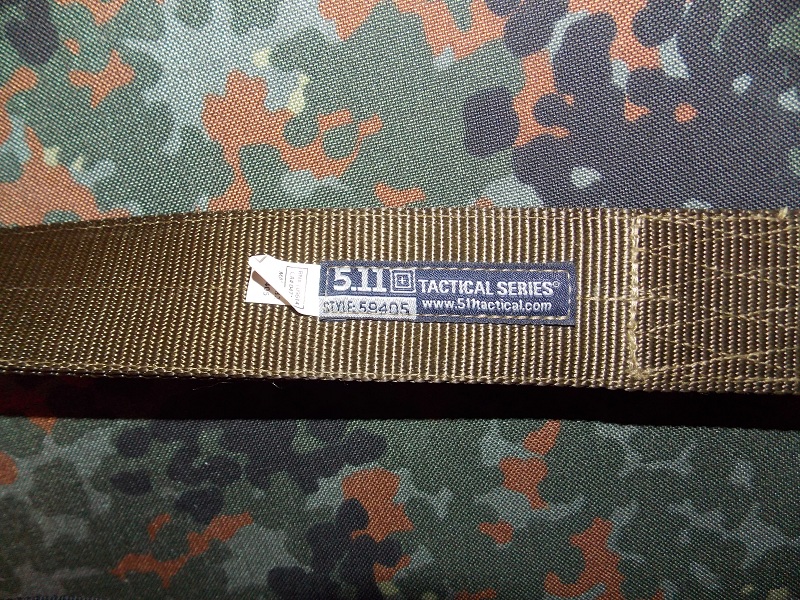 5.11 TACTICAL SERIES®
STYLE: 59405 www.511tactical.com